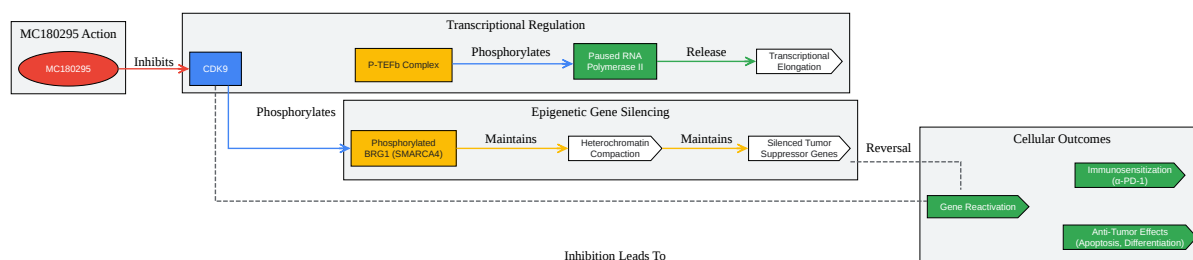 MC180295 Action
MC180295
Inhibits
Transcriptional Regulation
CDK9
P-TEFb Complex
Phosphorylates
Paused RNA
Polymerase II
Release
Transcriptional
Elongation
Phosphorylates
Epigenetic Gene Silencing
Phosphorylated
BRG1 (SMARCA4)
Maintains
Heterochromatin
Compaction
Maintains
Silenced Tumor
Suppressor Genes
Reversal
Cellular Outcomes
Immunosensitization
(α-PD-1)
Gene Reactivation
Anti-Tumor Effects
(Apoptosis, Differentiation)
Inhibition Leads To